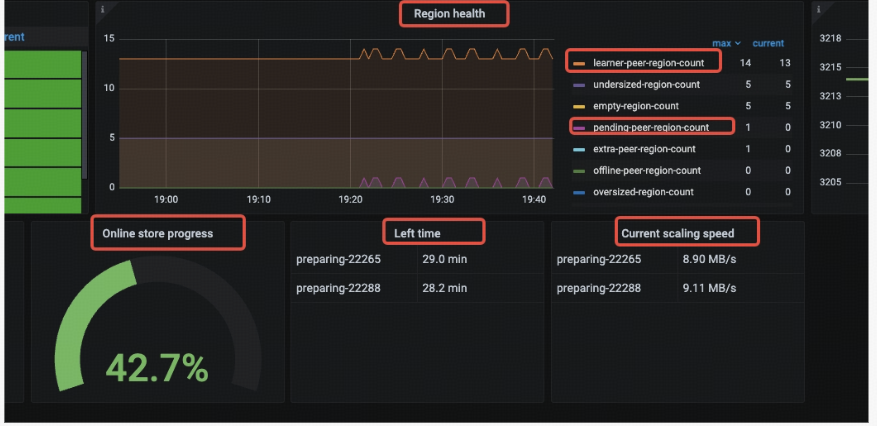 rent
Region health
15
10
5
0
19:00 19:10 19:20 19:30 19:40
max current
learner-peer-region-count 14 13
undersized-region-count 5 5
empty-region-count 5 5
pending-peer-region-count 1 0
extra-peer-region-count 1 0
offline-peer-region-count 0 0
oversized-region-count 0 0
3218
3215
3213
3210
3208
3205
Online store progress
42.7%
Left time
preparing-22265 29.0 min
preparing-22288 28.2 min
Current scaling speed
preparing-22265 8.90 MB/s
preparing-22288 9.11 MB/s